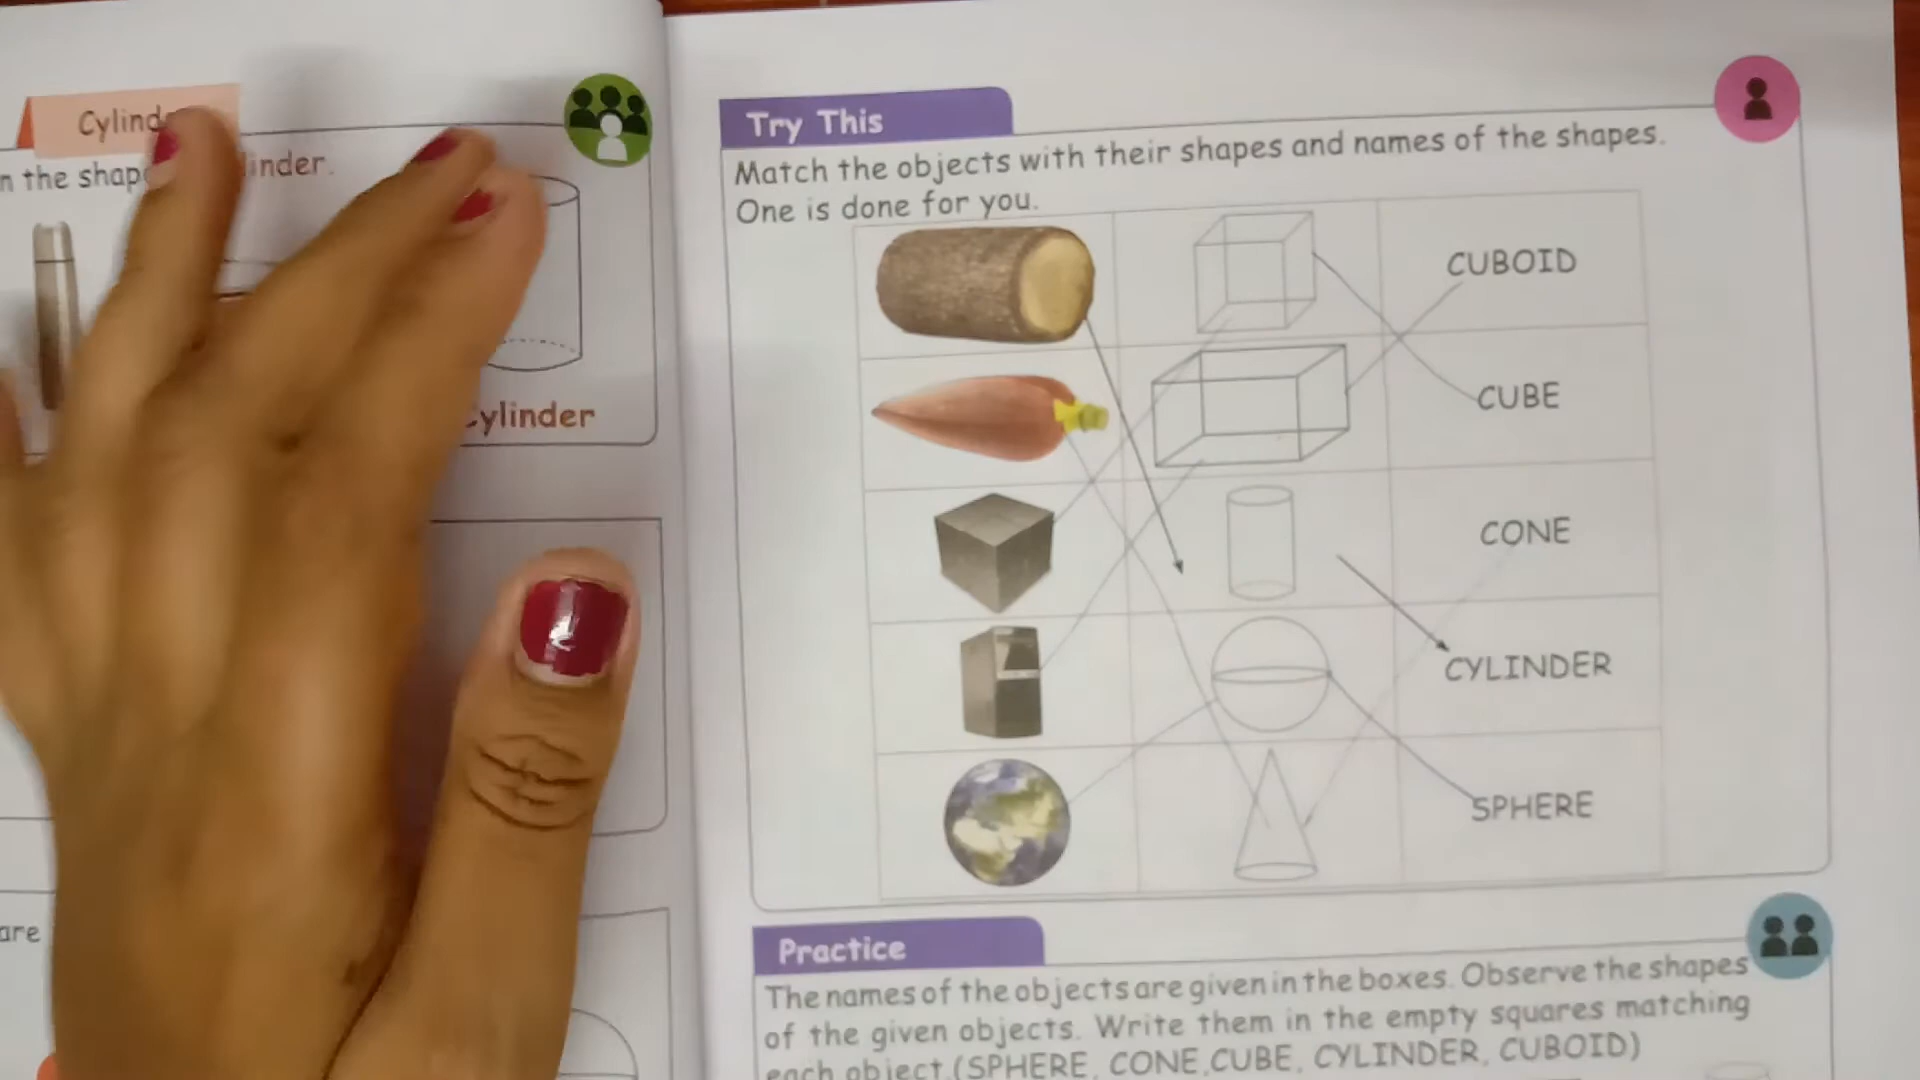 n the shap linder.
ylinder
are
Try This
Match the objects with their shapes and names of the shapes.
One is done for you.
CUBOID
CUBE
CONE
CYLINDER
SPHERE
Practice
The names of the objects are given in the boxes. Observe the shapes
of the given objects. Write them in the empty squares matching
each object.(SPHERE, CONE,CUBE, CYLINDER, CUBOID)